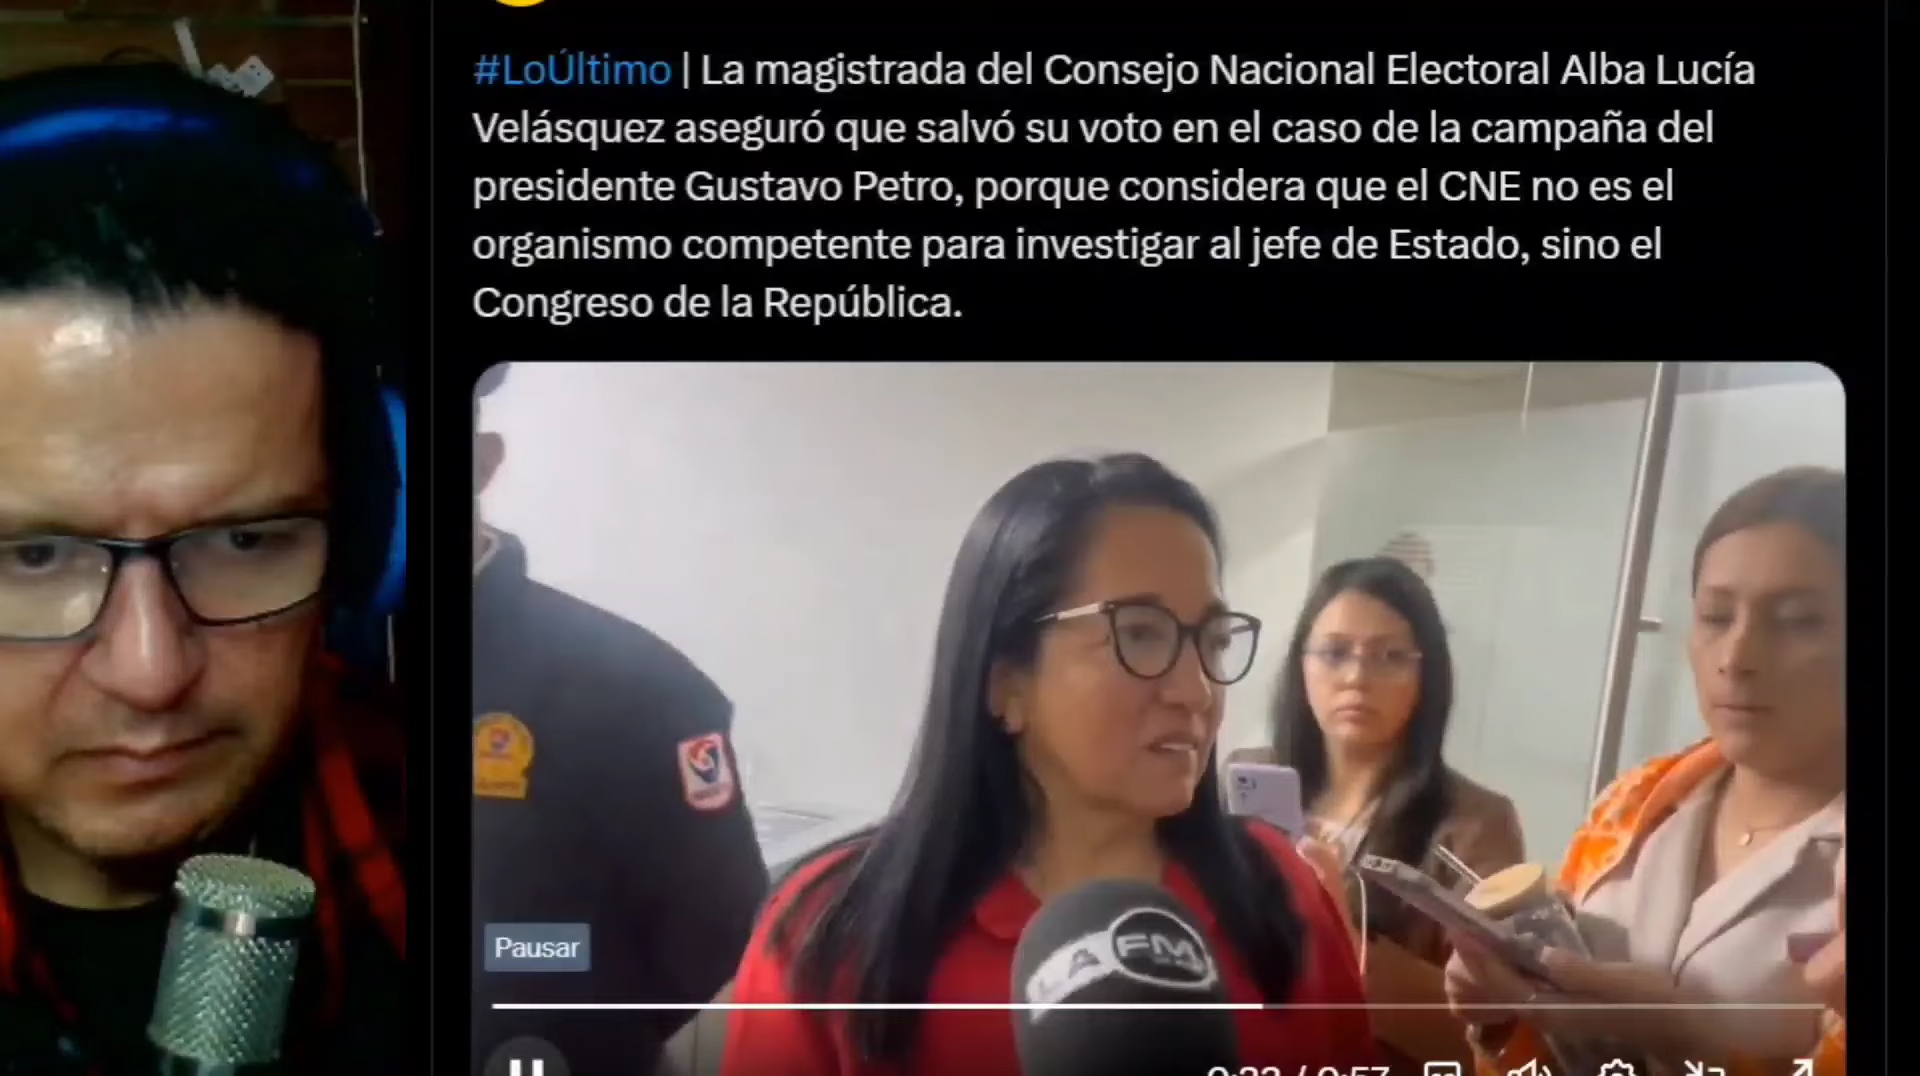 #LoÚltimo | La magistrada del Consejo Nacional Electoral Alba Lucía
Velásquez aseguró que salvó su voto en el caso de la campaña del
presidente Gustavo Petro, porque considera que el CNE no es el
organismo competente para investigar al jefe de Estado, sino el
Congreso de la República.
Pausar
LA FM